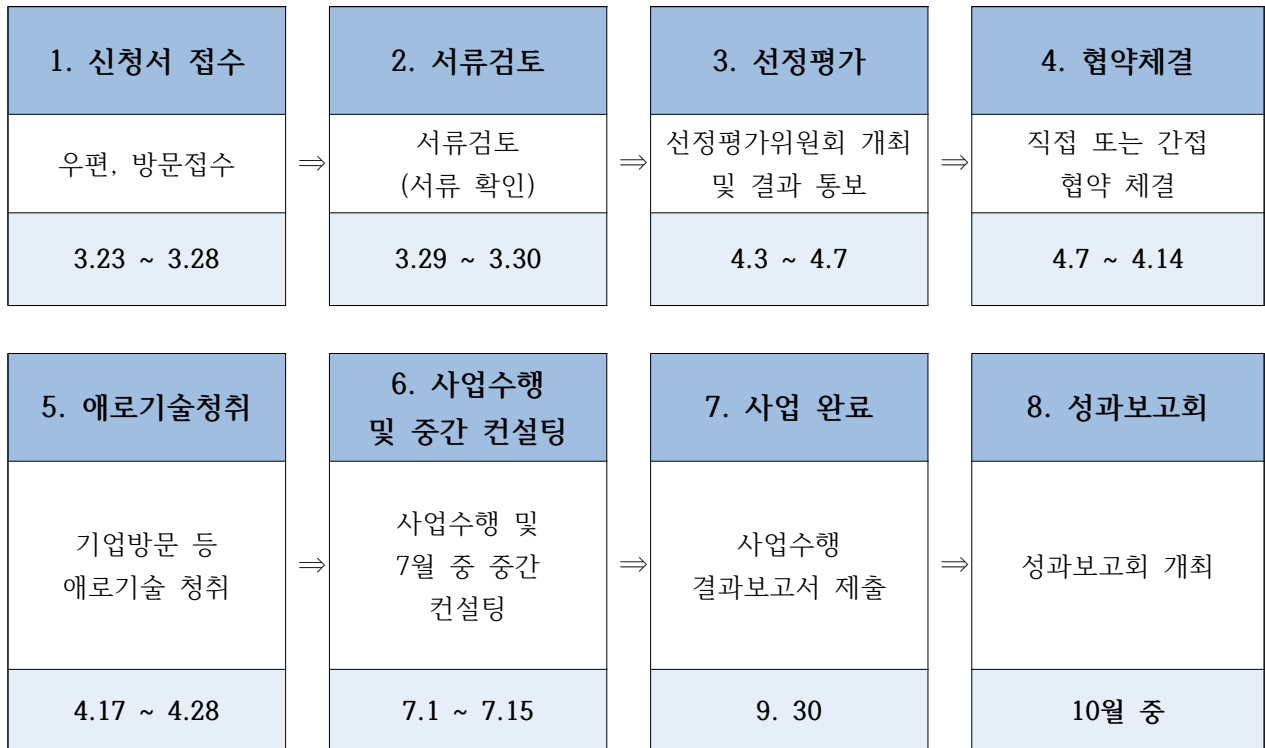 1. 신청서 접수
우편, 방문접수
3.23 ~ 3.28
⇒
2. 서류검토
서류검토
(서류 확인)
3.29 ~ 3.30
⇒
3. 선정평가
선정평가위원회 개최
및 결과 통보
4.3 ~ 4.7
⇒
4. 협약체결
직접 또는 간접
협약 체결
4.7 ~ 4.14
5. 애로기술청취
기업방문 등
애로기술 청취
4.17 ~ 4.28
⇒
6. 사업수행
및 중간 컨설팅
사업수행 및
7월 중 중간
컨설팅
7.1 ~ 7.15
⇒
7. 사업 완료
사업수행
결과보고서 제출
9. 30
⇒
8. 성과보고회
성과보고회 개최
10월 중